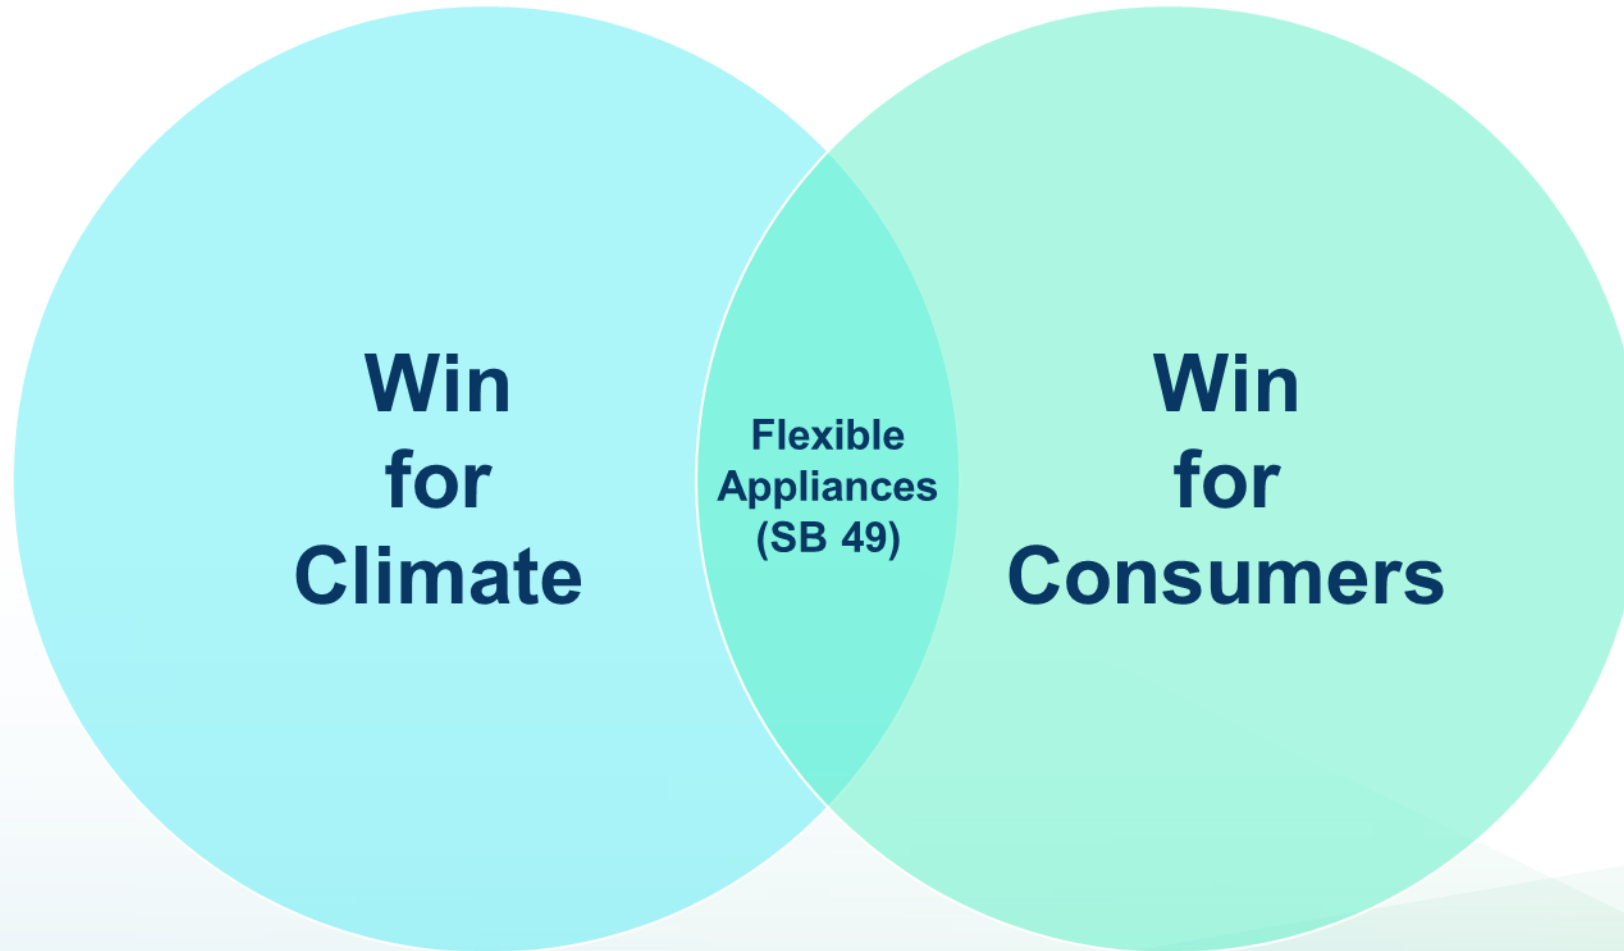 Win
for
Climate
Flexible
Appliances
(SB 49)
Win
for
Consumers